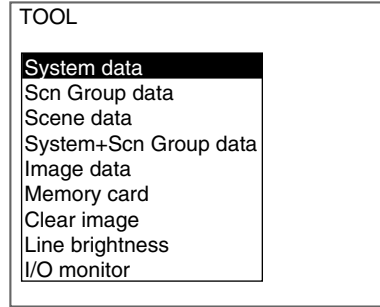 TOOL
System data
Scn Group data
Scene data
System+Scn Group data
Image data
Memory card
Clear image
Line brightness
I/O monitor